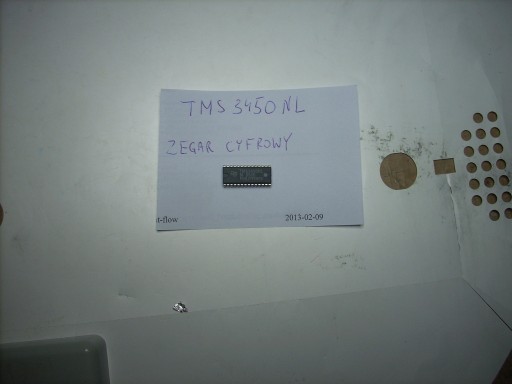 TMS 3450 NL
ZEGAR CYFROWY
t-flow
2013-02-09